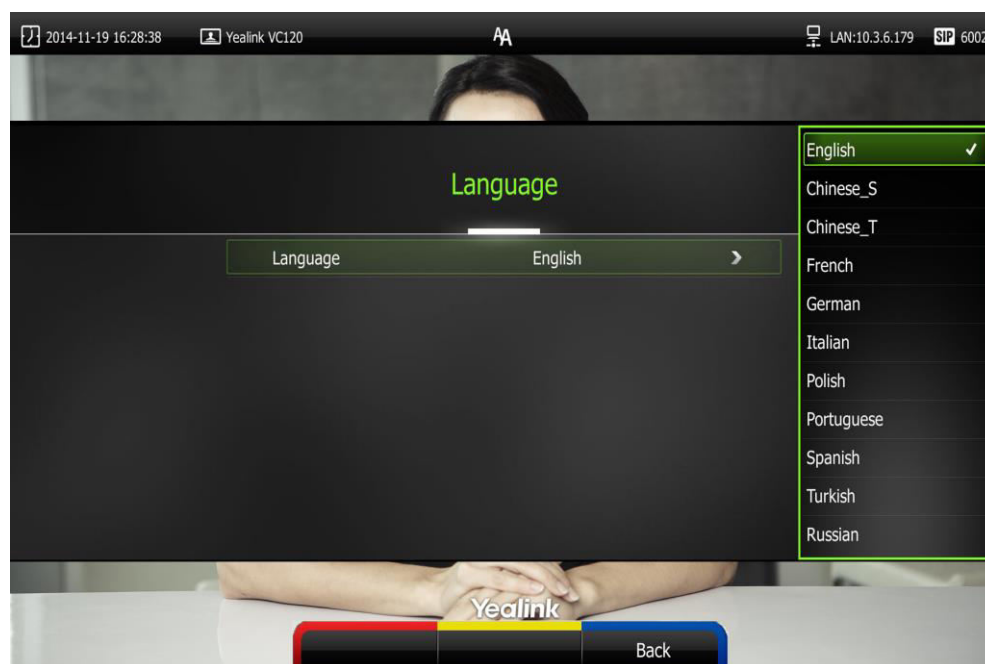 2014-11-19 16:28:38 Yealink VC120 AA LAN:10.3.6.179 SIP 6002
Language
Language English
English
Chinese_S
Chinese_T
French
German
Italian
Polish
Portuguese
Spanish
Turkish
Russian
Yealink
Back